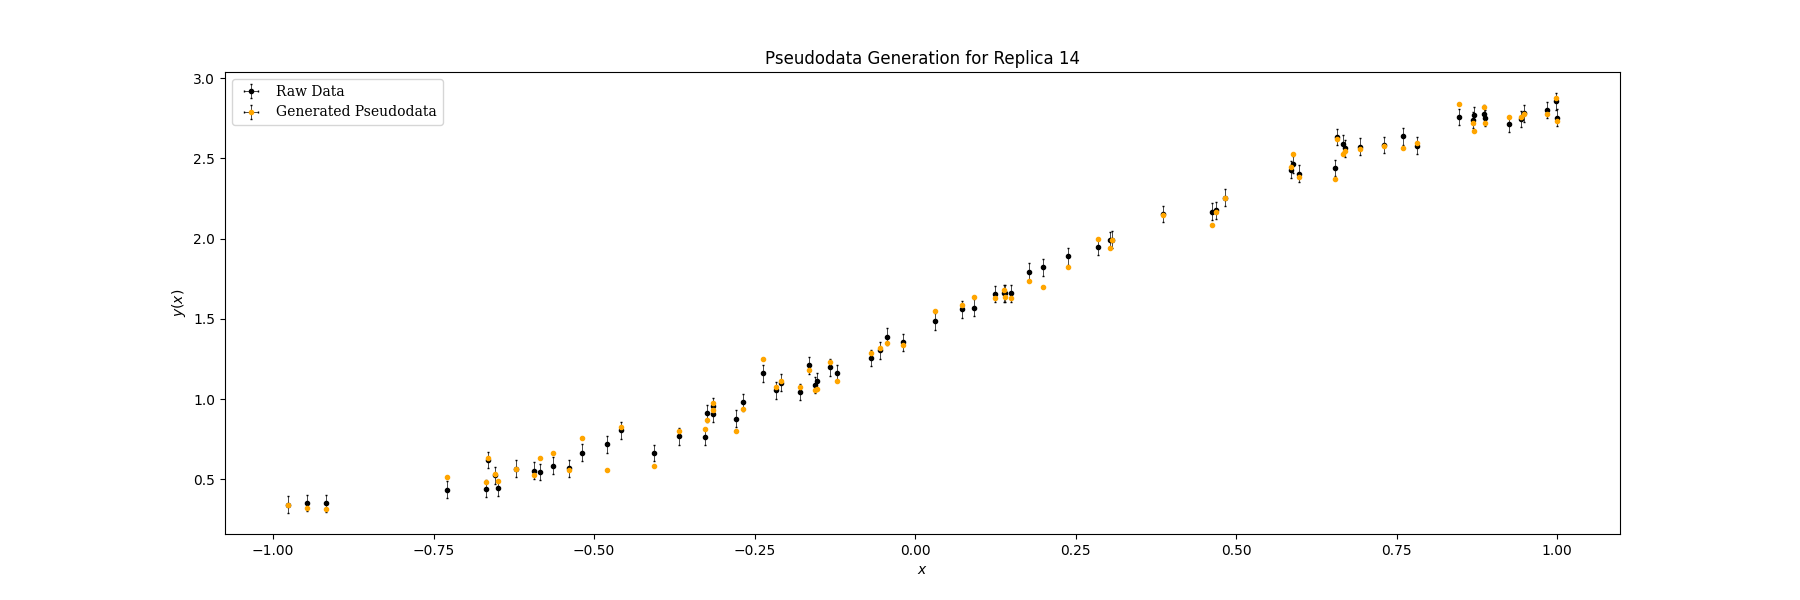 Pseudodata Generation for Replica 14
Raw Data
Generated Pseudodata
3.0
2.5
2.0
1.5
1.0
0.5
y(x)
−1.00 −0.75 −0.50 −0.25 0.00 0.25 0.50 0.75 1.00
x